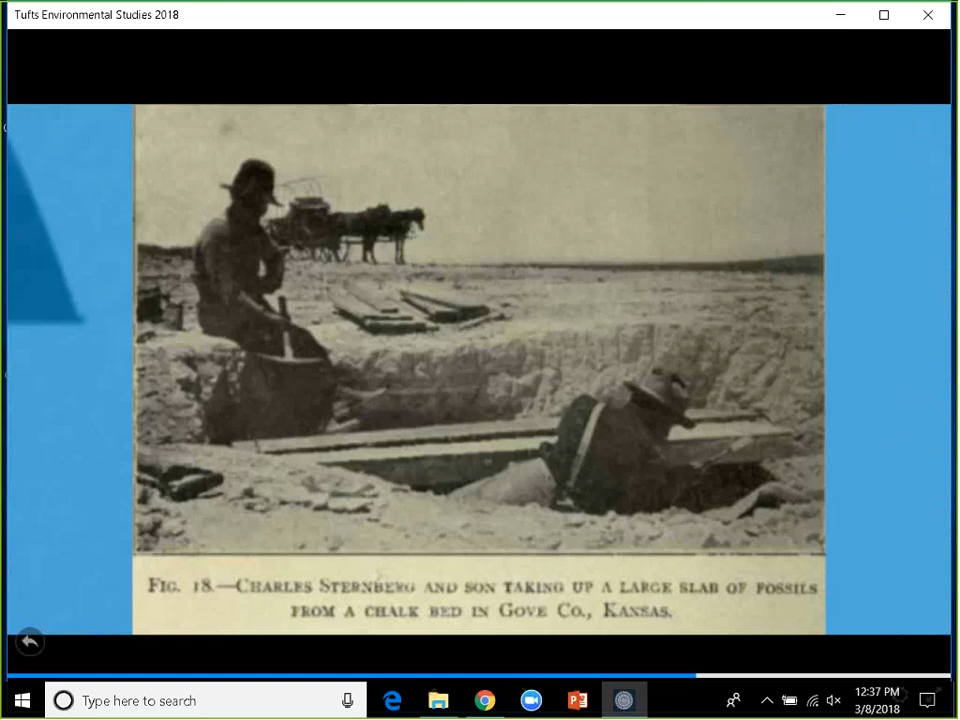 Tufts Environmental Studies 2018
FIG. 18.—CHARLES STERNBERG AND SON TAKING UP A LARGE SLAB OF FOSSILS
FROM A CHALK BED IN GOVE CO., KANSAS.
Type here to search
12:37 PM
3/8/2018